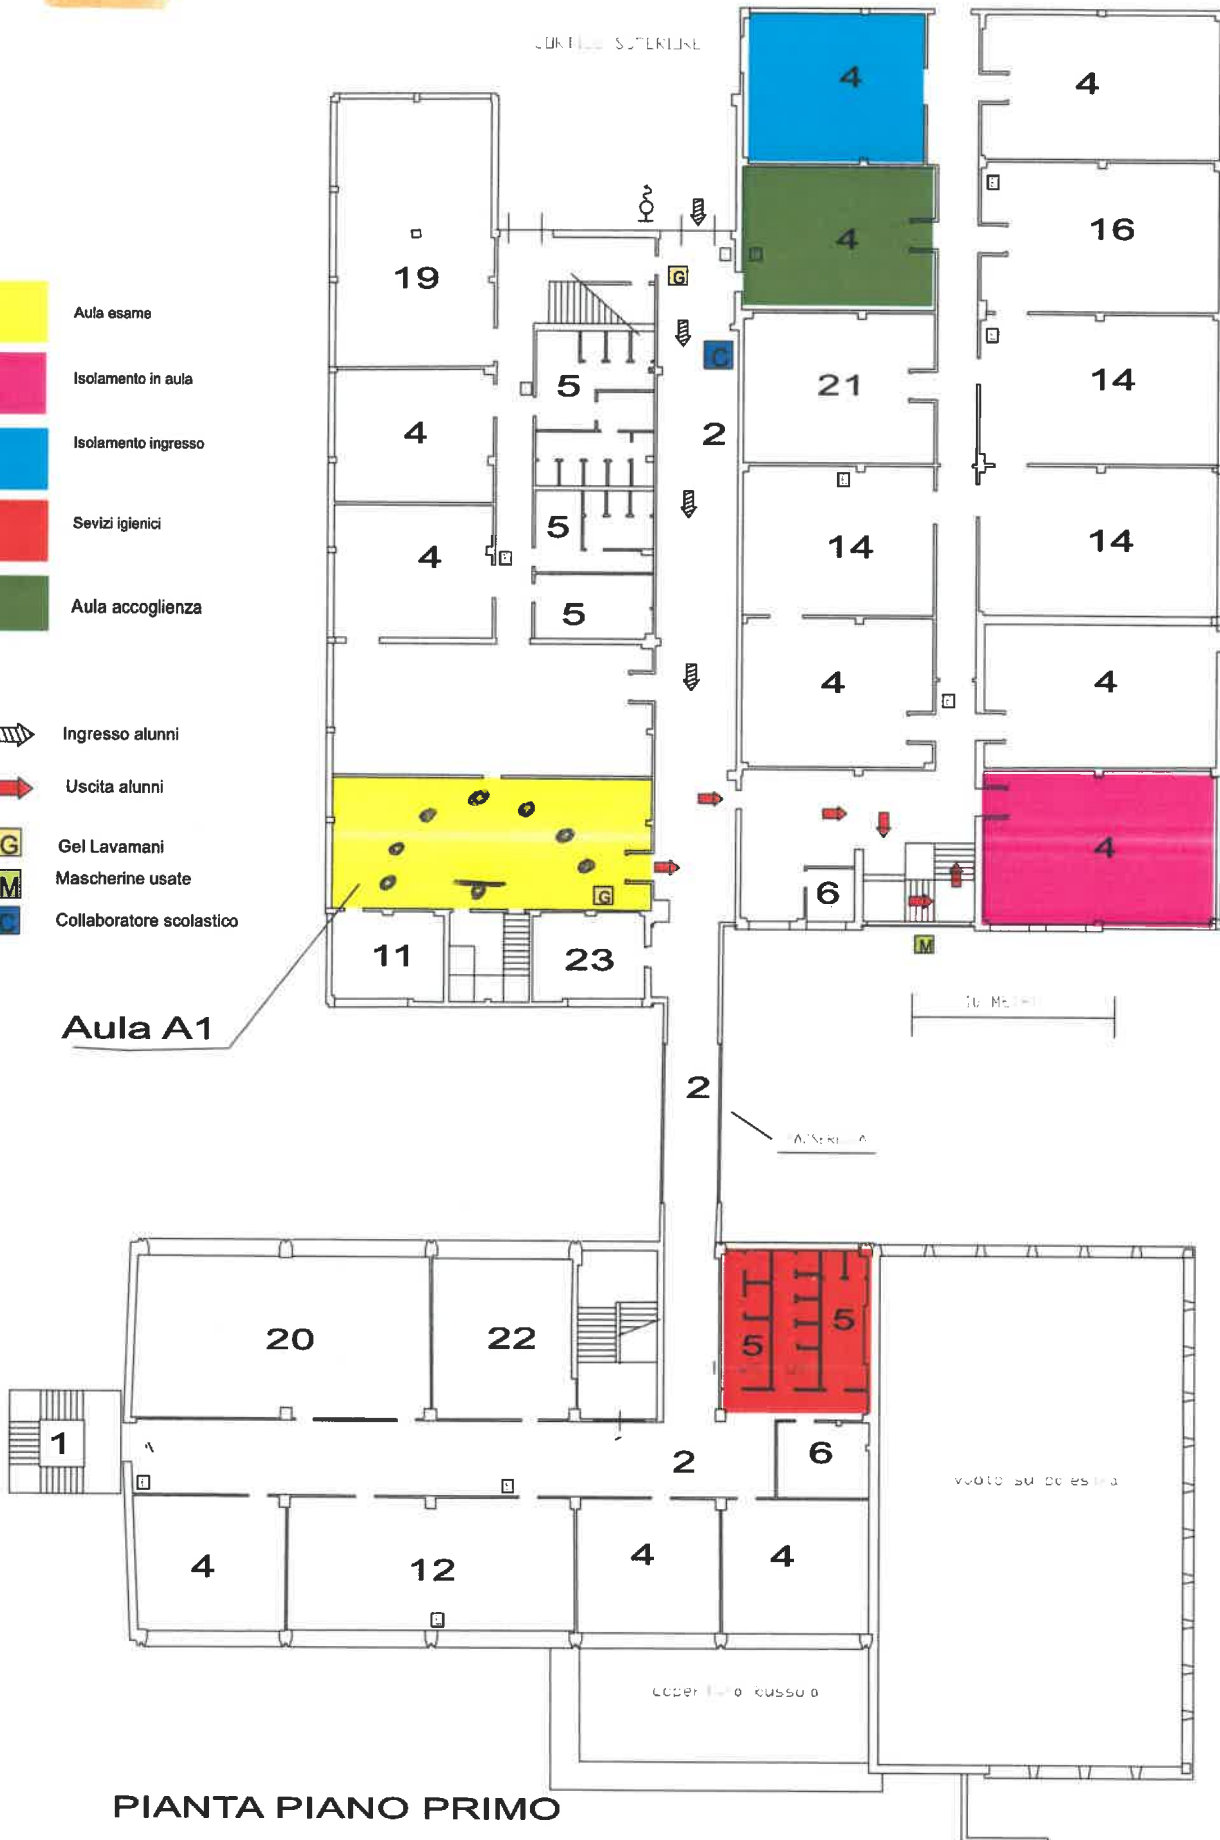 4
4
19
4
16
G
Aula esame
C
5
21
14
Isolamento in aula
4
2
Isolamento ingresso
Sevizi igienici
4
5
14
14
Aula accoglienza
5
4
4
Ingresso alunni
Uscita alunni
G
Gel Lavamani
M
Mascherine usate
C
Collaboratore scolastico
G
6
4
11
23
M
Aula A1
2
20
22
5
5
1
2
6
4
12
4
4
PIANTA PIANO PRIMO